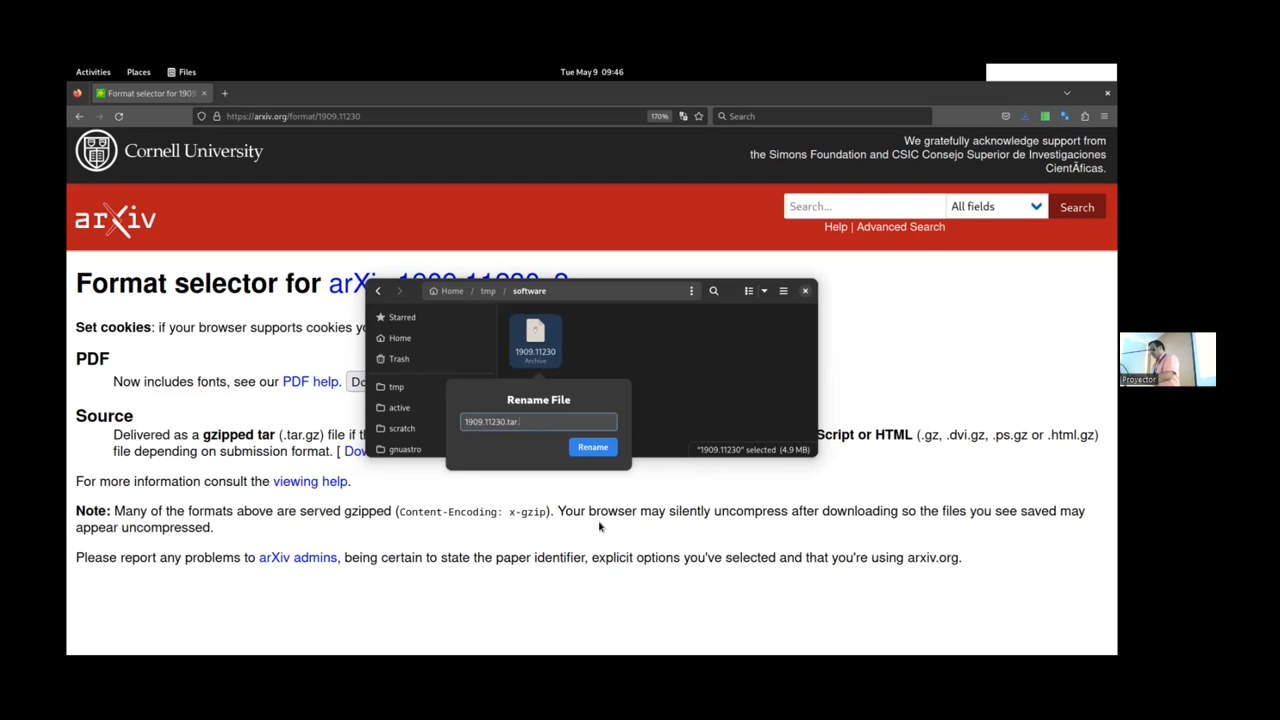 Activities Places Files Tue May 9 09:46
Format selector for 1909
https://arxiv.org/format/1909.11230 170% Search
Cornell University
We gratefully acknowledge support from
the Simons Foundation and CSIC Consejo Superior de Investigaciones
CientÃficas.
arXiv
Search... All fields Search
Help | Advanced Search
Format selector for
Home / tmp / software
Starred
Home
Trash
tmp
active
scratch
gnuastro
1909.11230
Archive
Rename File
1909.11230.tar.
Rename
"1909.11230" selected (4.9 MB)
Set cookies: if your browser supports cookies
PDF
Now includes fonts, see our PDF help.
Source
Delivered as a gzipped tar (.tar.gz) file if Script or HTML (.gz, .dvi.gz, .ps.gz or .html.gz)
file depending on submission format. [
For more information consult the viewing help.
Note: Many of the formats above are served gzipped (Content-Encoding: x-gzip). Your browser may silently uncompress after downloading so the files you see saved may
appear uncompressed.
Please report any problems to arXiv admins, being certain to state the paper identifier, explicit options you've selected and that you're using arxiv.org.
Proyector